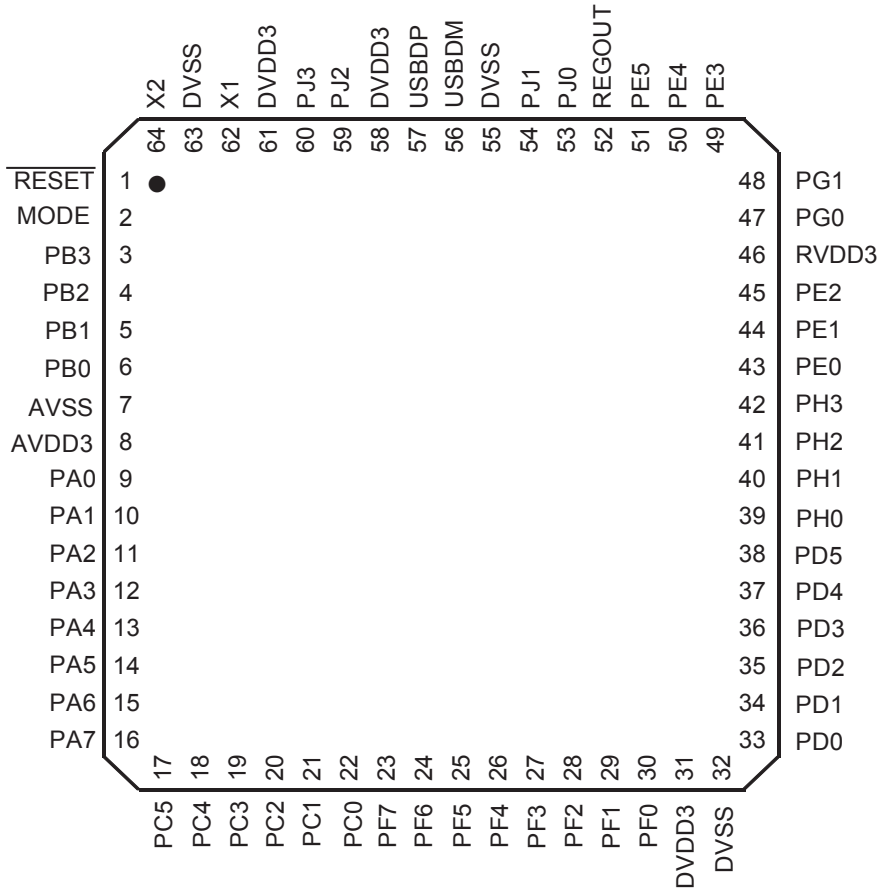 X2 DVSS X1 DVDD3 PJ3 PJ2 DVDD3 USBDP USBDM DVSS PJ1 PJ0 REGOUT PE5 PE4 PE3
64 63 62 61 60 59 58 57 56 55 54 53 52 51 50 49
RESET 1 48 PG1
MODE 2 47 PG0
PB3 3 46 RVDD3
PB2 4 45 PE2
PB1 5 44 PE1
PB0 6 43 PE0
AVSS 7 42 PH3
AVDD3 8 41 PH2
PA0 9 40 PH1
PA1 10 39 PH0
PA2 11 38 PD5
PA3 12 37 PD4
PA4 13 36 PD3
PA5 14 35 PD2
PA6 15 34 PD1
PA7 16 33 PD0
17 18 19 20 21 22 23 24 25 26 27 28 29 30 31 32
PC5 PC4 PC3 PC2 PC1 PC0 PF7 PF6 PF5 PF4 PF3 PF2 PF1 PF0 DVDD3 DVSS